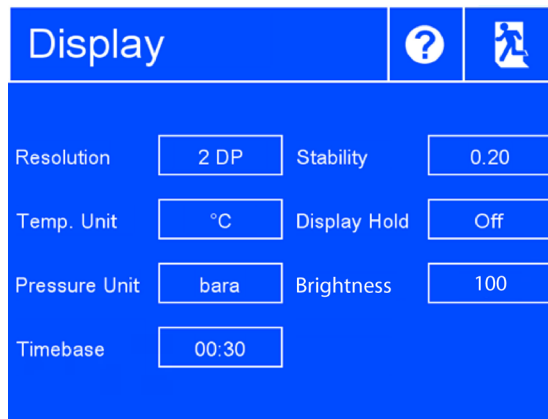 Display ?
Resolution 2 DP Stability 0.20
Temp. Unit °C Display Hold Off
Pressure Unit bara Brightness 100
Timebase 00:30